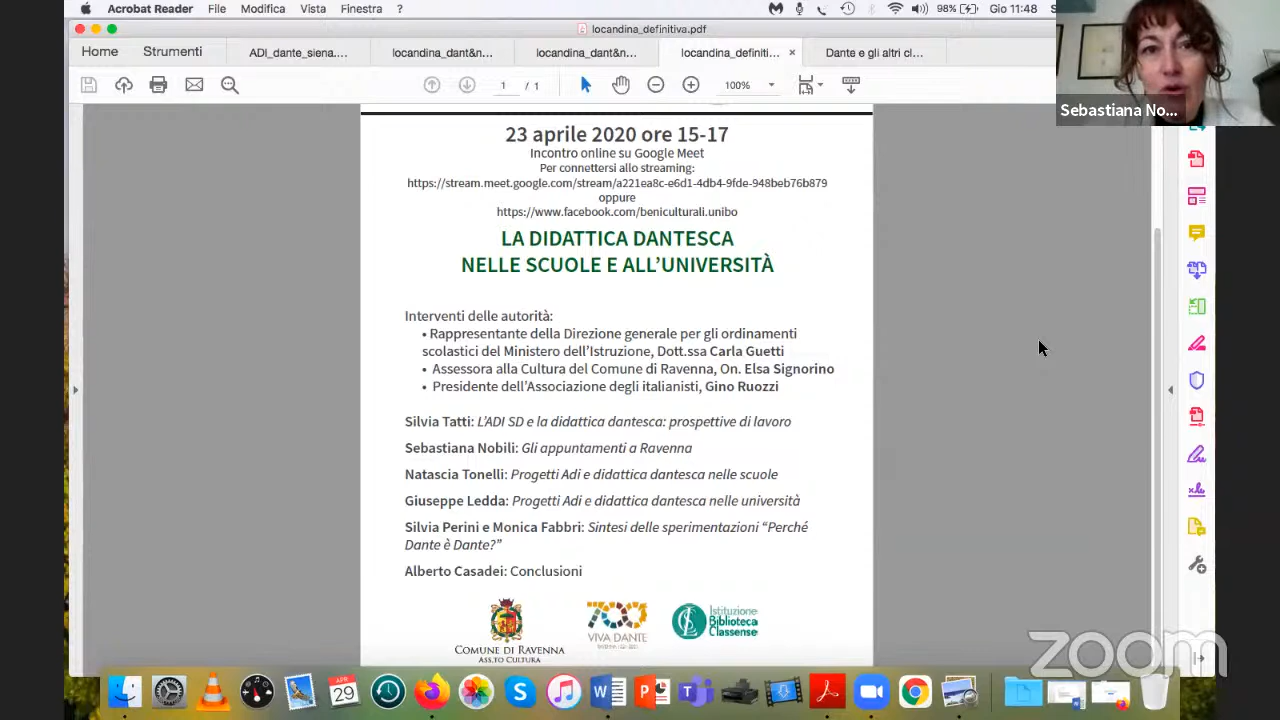 Acrobat Reader File Modifica Vista Finestra ? 98% Gio 11:48
locandina_definitiva.pdf
Home Strumenti ADI_dante_siena.... locandina_dant&n... locandina_dant&n... locandina_definiti... × Dante e gli altri cl...
1 / 1 100%
Sebastiana No...
23 aprile 2020 ore 15-17
Incontro online su Google Meet
Per connettersi allo streaming:
https://stream.meet.google.com/stream/a221ea8c-e6d1-4db4-9fde-948beb76b879
oppure
https://www.facebook.com/beniculturali.unibo
LA DIDATTICA DANTESCA
NELLE SCUOLE E ALL'UNIVERSITÀ
Interventi delle autorità:
• Rappresentante della Direzione generale per gli ordinamenti
scolastici del Ministero dell'Istruzione, Dott.ssa Carla Guetti
• Assessora alla Cultura del Comune di Ravenna, On. Elsa Signorino
• Presidente dell'Associazione degli italianisti, Gino Ruozzi
Silvia Tatti: L'ADI SD e la didattica dantesca: prospettive di lavoro
Sebastiana Nobili: Gli appuntamenti a Ravenna
Natascia Tonelli: Progetti Adi e didattica dantesca nelle scuole
Giuseppe Ledda: Progetti Adi e didattica dantesca nelle università
Silvia Perini e Monica Fabbri: Sintesi delle sperimentazioni "Perché
Dante è Dante?"
Alberto Casadei: Conclusioni
COMUNE DI RAVENNA
ASS.TO CULTURA
700
VIVA DANTE
Istituzione
Biblioteca
Classense
zoom
APR
29